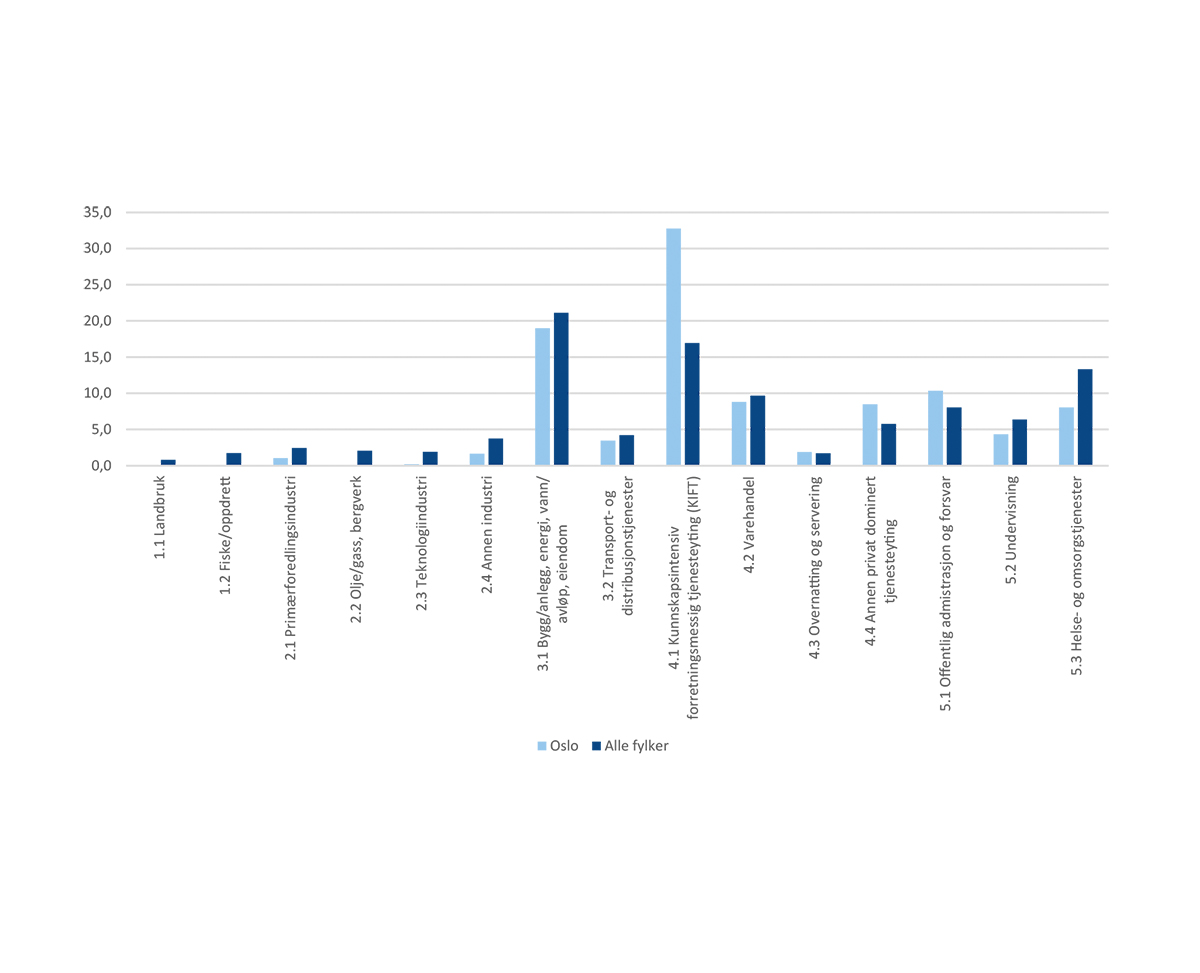 35,0
30,0
25,0
20,0
15,0
10,0
5,0
0,0
1.1 Landbruk
1.2 Fiske/oppdrett
2.1 Primærforedlingsindustri
2.2 Olje/gass, bergverk
2.3 Teknologiindustri
2.4 Annen industri
3.1 Bygg/anlegg, energi, vann/
avløp, eiendom
3.2 Transport- og
distribusjonstjenester
4.1 Kunnskapsintensiv
forretningsmessig tjenesteyting (KIFT)
4.2 Varehandel
4.3 Overnatting og servering
4.4 Annen privat dominert
tjenesteyting
5.1 Offentlig admistrasjon og forsvar
5.2 Undervisning
5.3 Helse- og omsorgstjenester
Oslo
Alle fylker